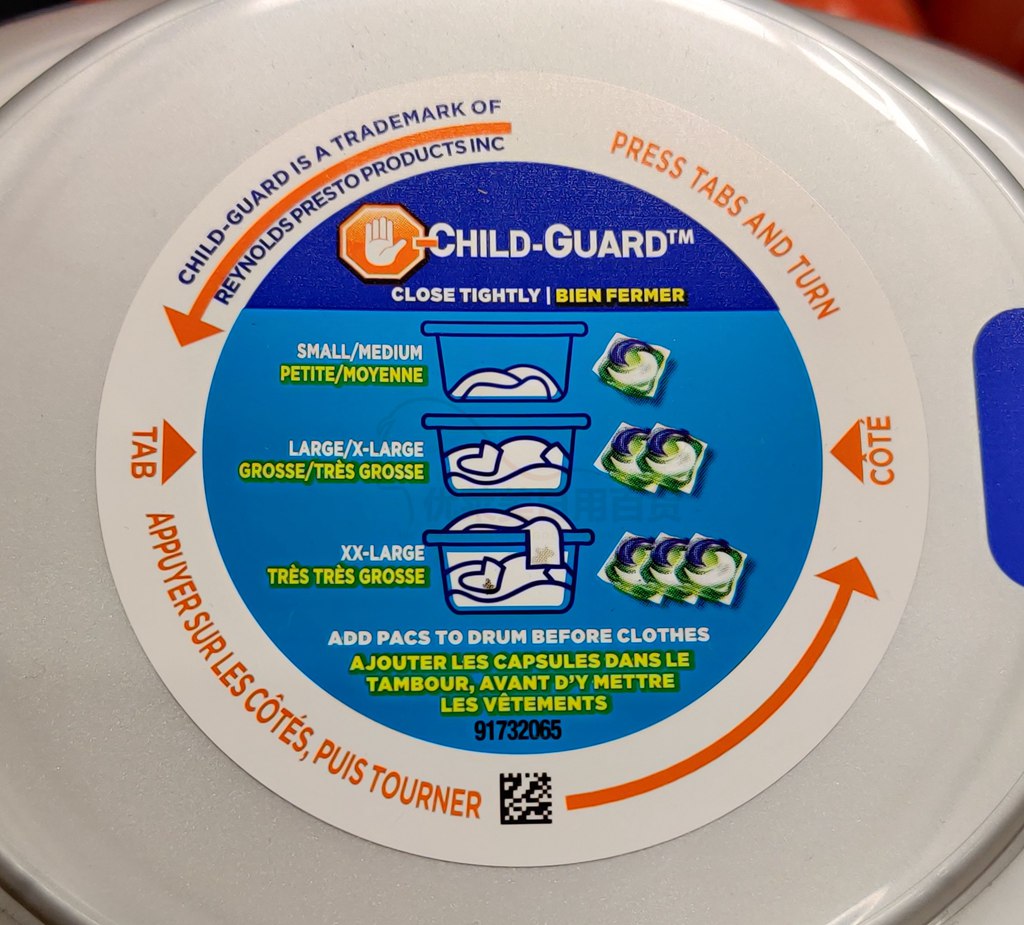 CHILD-GUARD IS A TRADEMARK OF
REYNOLDS PRESTO PRODUCTS INC
PRESS TABS AND TURN
CHILD-GUARD™
CLOSE TIGHTLY | BIEN FERMER
SMALL/MEDIUM
PETITE/MOYENNE
LARGE/X-LARGE
GROSSE/TRÈS GROSSE
XX-LARGE
TRÈS TRÈS GROSSE
TAB
CÔTÉ
ADD PACS TO DRUM BEFORE CLOTHES
AJOUTER LES CAPSULES DANS LE
TAMBOUR, AVANT D'Y METTRE
LES VÊTEMENTS
91732065
APPUYER SUR LES CÔTÉS, PUIS TOURNER